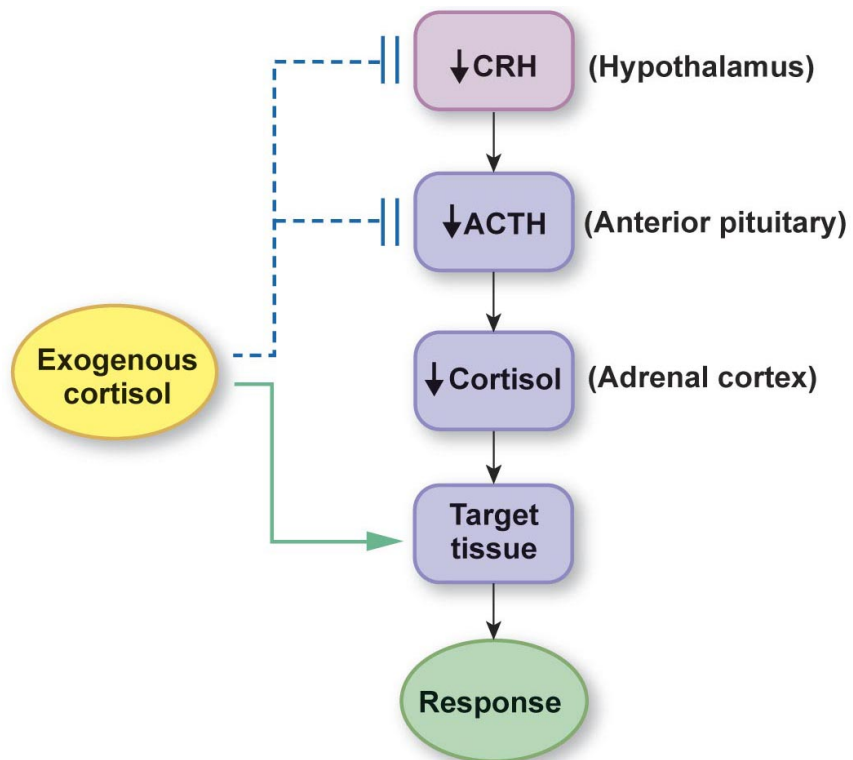 ↓CRH (Hypothalamus)
↓ACTH (Anterior pituitary)
Exogenous
cortisol
↓Cortisol (Adrenal cortex)
Target
tissue
Response